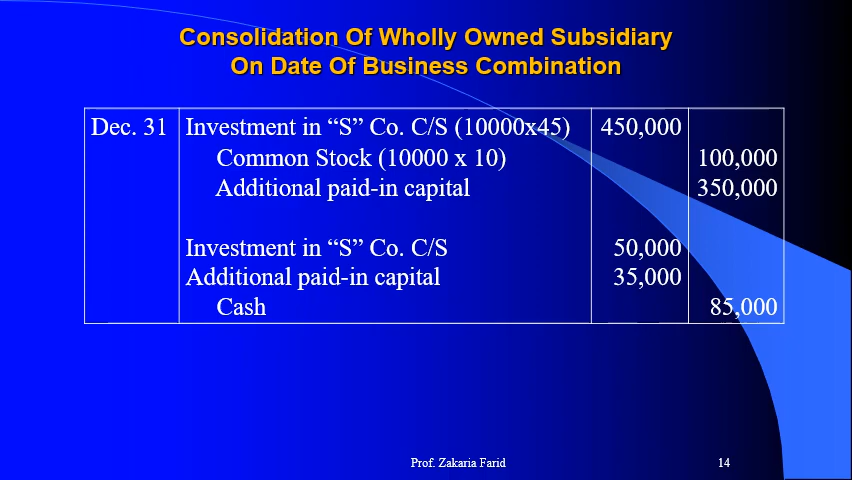 Consolidation Of Wholly Owned Subsidiary
On Date Of Business Combination
Dec. 31 Investment in “S” Co. C/S (10000x45) 450,000
Common Stock (10000 x 10) 100,000
Additional paid-in capital 350,000
Investment in “S” Co. C/S 50,000
Additional paid-in capital 35,000
Cash 85,000
Prof. Zakaria Farid 14